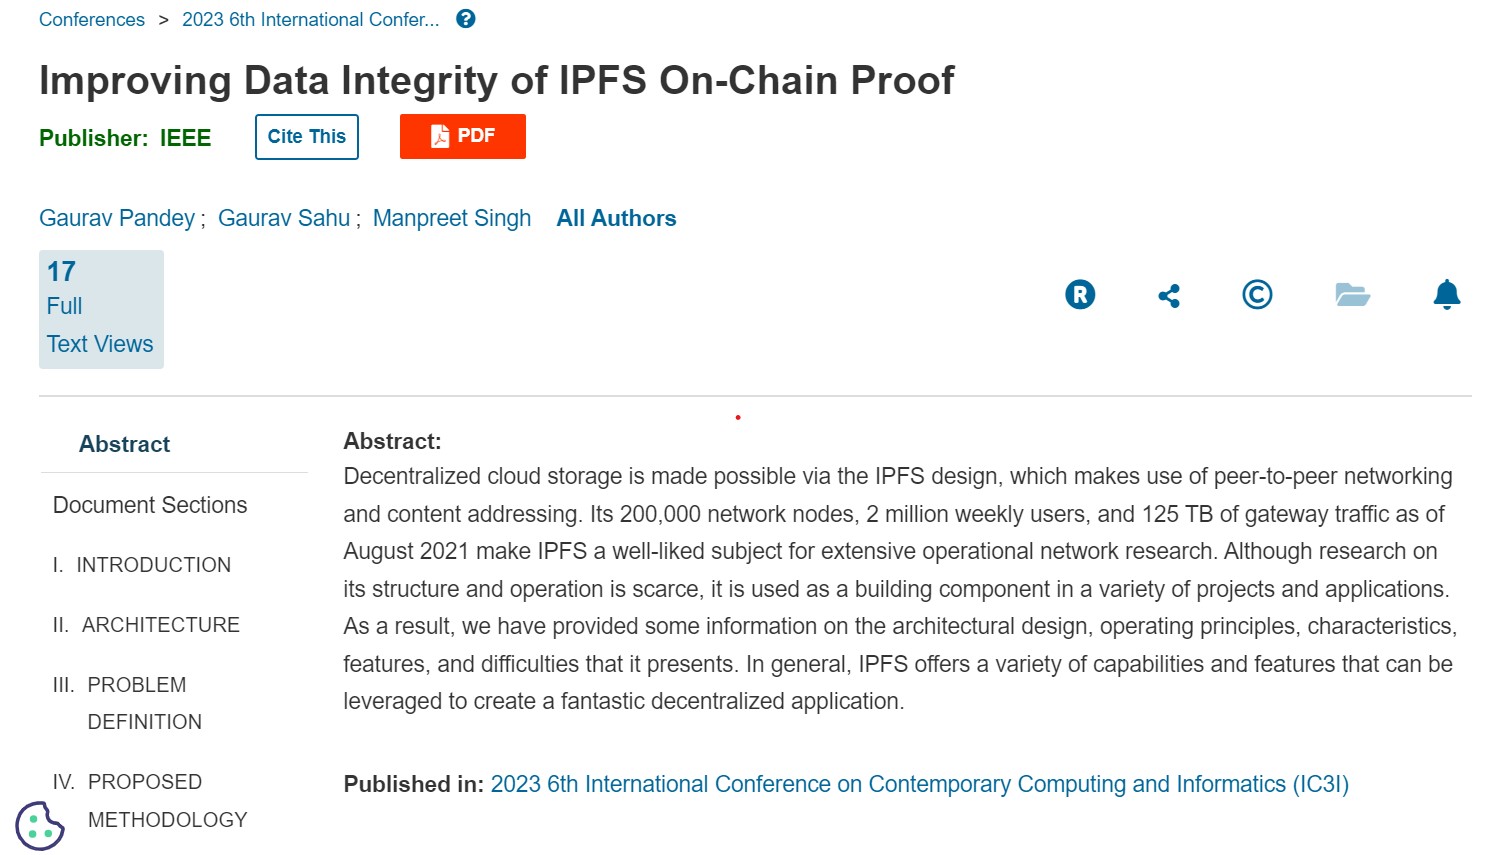 Conferences > 2023 6th International Confer... ?
Improving Data Integrity of IPFS On-Chain Proof
Publisher: IEEE Cite This PDF
Gaurav Pandey ; Gaurav Sahu ; Manpreet Singh All Authors
17
Full
Text Views
R C
Abstract
Document Sections
I. INTRODUCTION
II. ARCHITECTURE
III. PROBLEM
DEFINITION
IV. PROPOSED
METHODOLOGY
Abstract:
Decentralized cloud storage is made possible via the IPFS design, which makes use of peer-to-peer networking
and content addressing. Its 200,000 network nodes, 2 million weekly users, and 125 TB of gateway traffic as of
August 2021 make IPFS a well-liked subject for extensive operational network research. Although research on
its structure and operation is scarce, it is used as a building component in a variety of projects and applications.
As a result, we have provided some information on the architectural design, operating principles, characteristics,
features, and difficulties that it presents. In general, IPFS offers a variety of capabilities and features that can be
leveraged to create a fantastic decentralized application.
Published in: 2023 6th International Conference on Contemporary Computing and Informatics (IC3I)